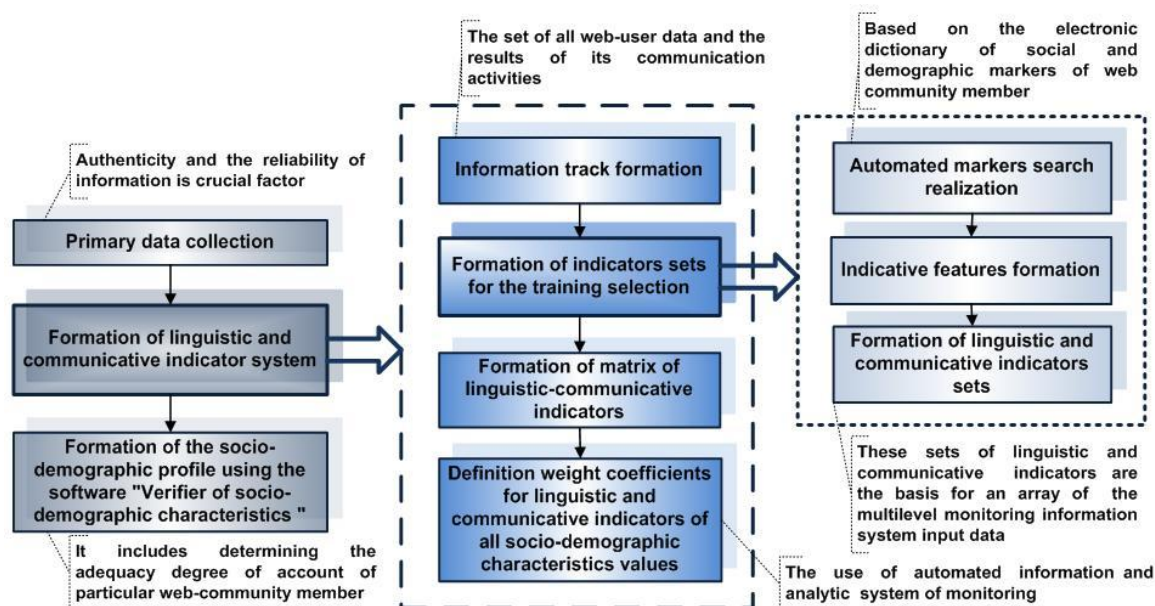 Authenticity and the reliability of
information is crucial factor
Primary data collection
Formation of linguistic and
communicative indicator system
Formation of the socio-
demographic profile using the
software "Verifier of socio-
demographic characteristics "
It includes determining the
adequacy degree of account of
particular web-community member
The set of all web-user data and the
results of its communication
activities
Information track formation
Formation of indicators sets
for the training selection
Formation of matrix of
linguistic-communicative
indicators
Definition weight coefficients
for linguistic and
communicative indicators of
all socio-demographic
characteristics values
The use of automated information and
analytic system of monitoring
Based on the electronic
dictionary of social and
demographic markers of web
community member
Automated markers search
realization
Indicative features formation
Formation of linguistic and
communicative indicators
sets
These sets of linguistic and
communicative indicators are
the basis for an array of the
multilevel monitoring information
system input data